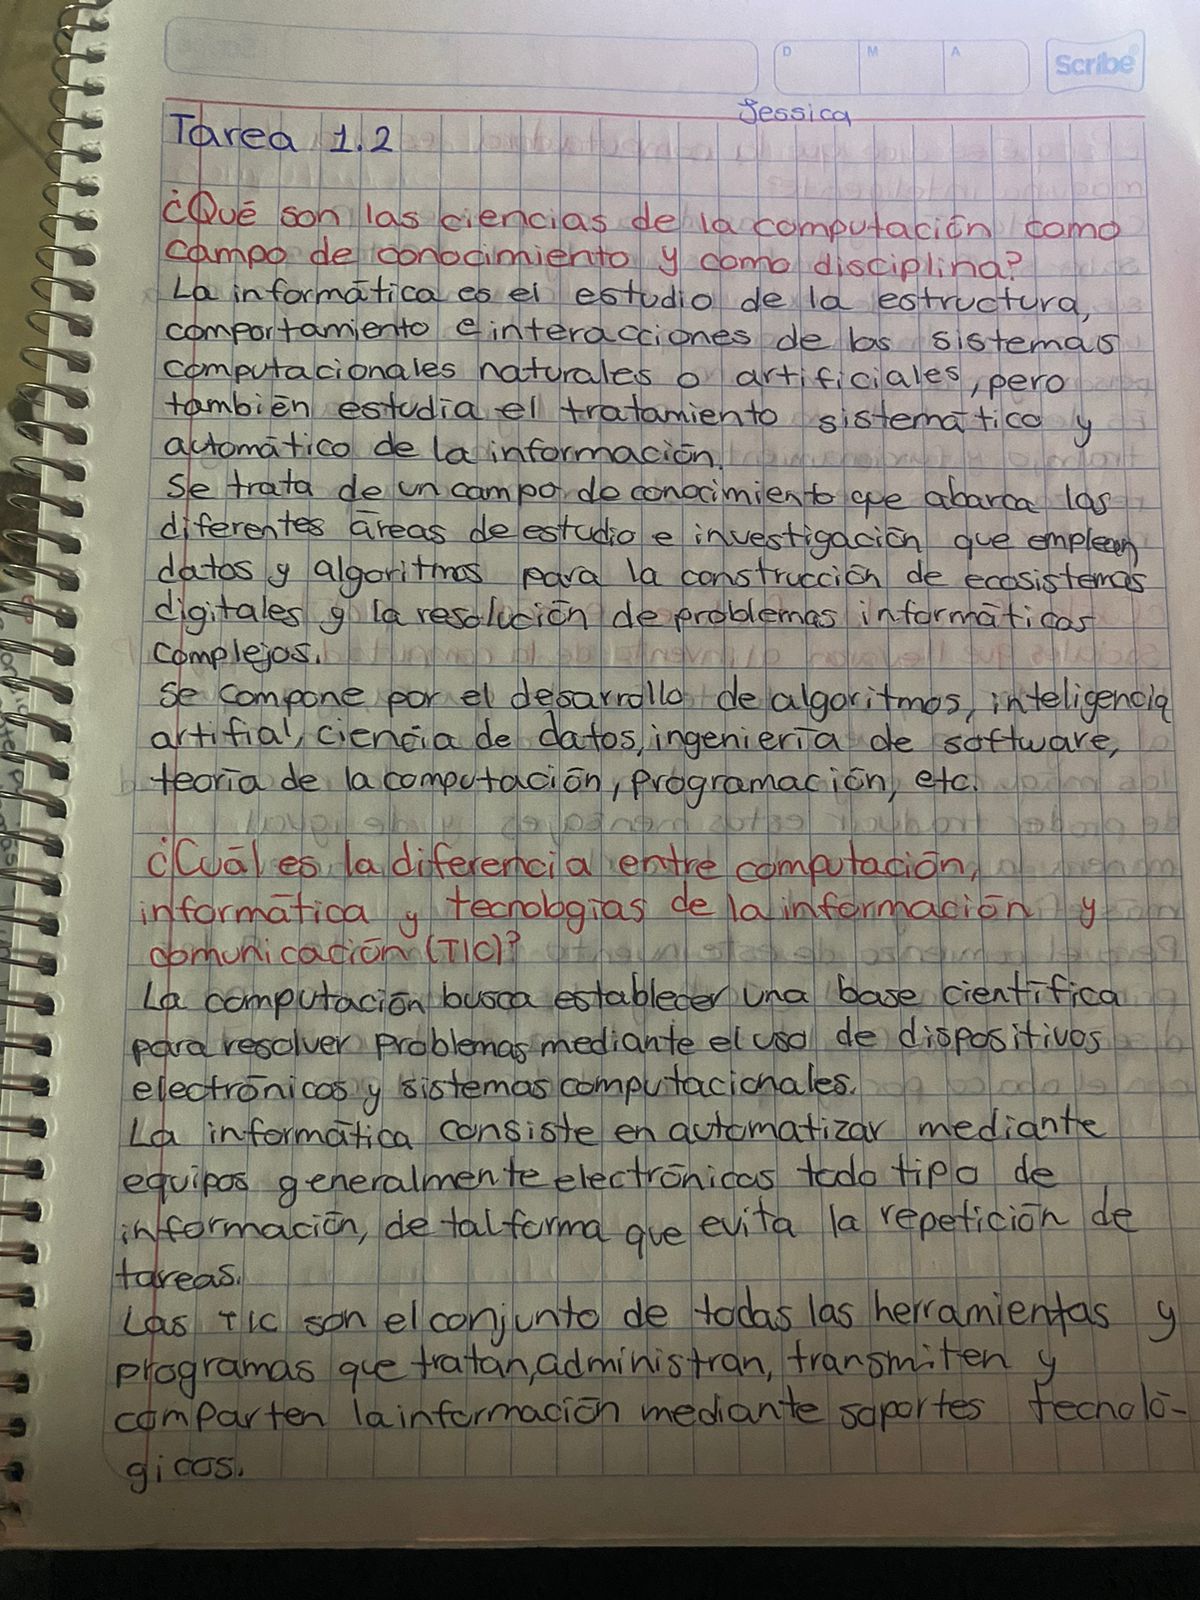 D M A Scribe
Jessica
Tarea 1.2
¿Qué son las ciencias de la computación como
campo de conocimiento y como disciplina?
La informática es el estudio de la estructura,
comportamiento e interacciones de los sistemas
computacionales naturales o artificiales, pero
también estudia el tratamiento sistemático y
automático de la información.
Se trata de un campo de conocimiento que abarca las
diferentes áreas de estudio e investigación que empleen
datos y algoritmos para la construcción de ecosistemas
digitales y la resolución de problemas informáticos
complejos.
Se compone por el desarrollo de algoritmos, inteligencia
artifial, ciencia de datos, ingeniería de software,
teoría de la computación, programación, etc.
¿Cuál es la diferencia entre computación,
informática y tecnologías de la información y
comunicación (TIC)?
La computación busca establecer una base científica
para resolver problemas mediante el uso de dispositivos
electrónicos y sistemas computacionales.
La informática consiste en automatizar mediante
equipos generalmente electrónicos todo tipo de
información, de tal forma que evita la repetición de
tareas.
Las TIC son el conjunto de todas las herramientas y
programas que tratan, administran, transmiten y
comparten la información mediante soportes tecnoló-
gicos.